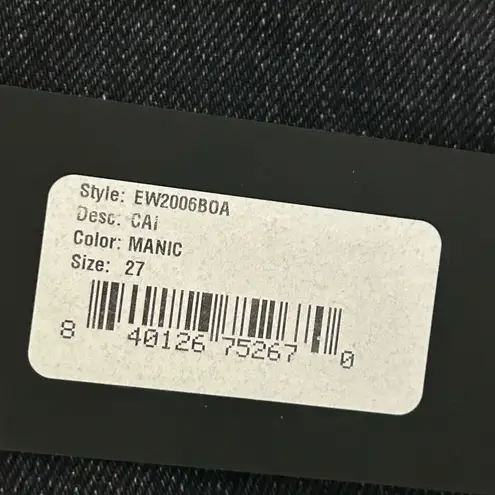 Style: EW2006BOA
Desc: CAi
Color: MANIC
Size: 27
8 40126 75267 0